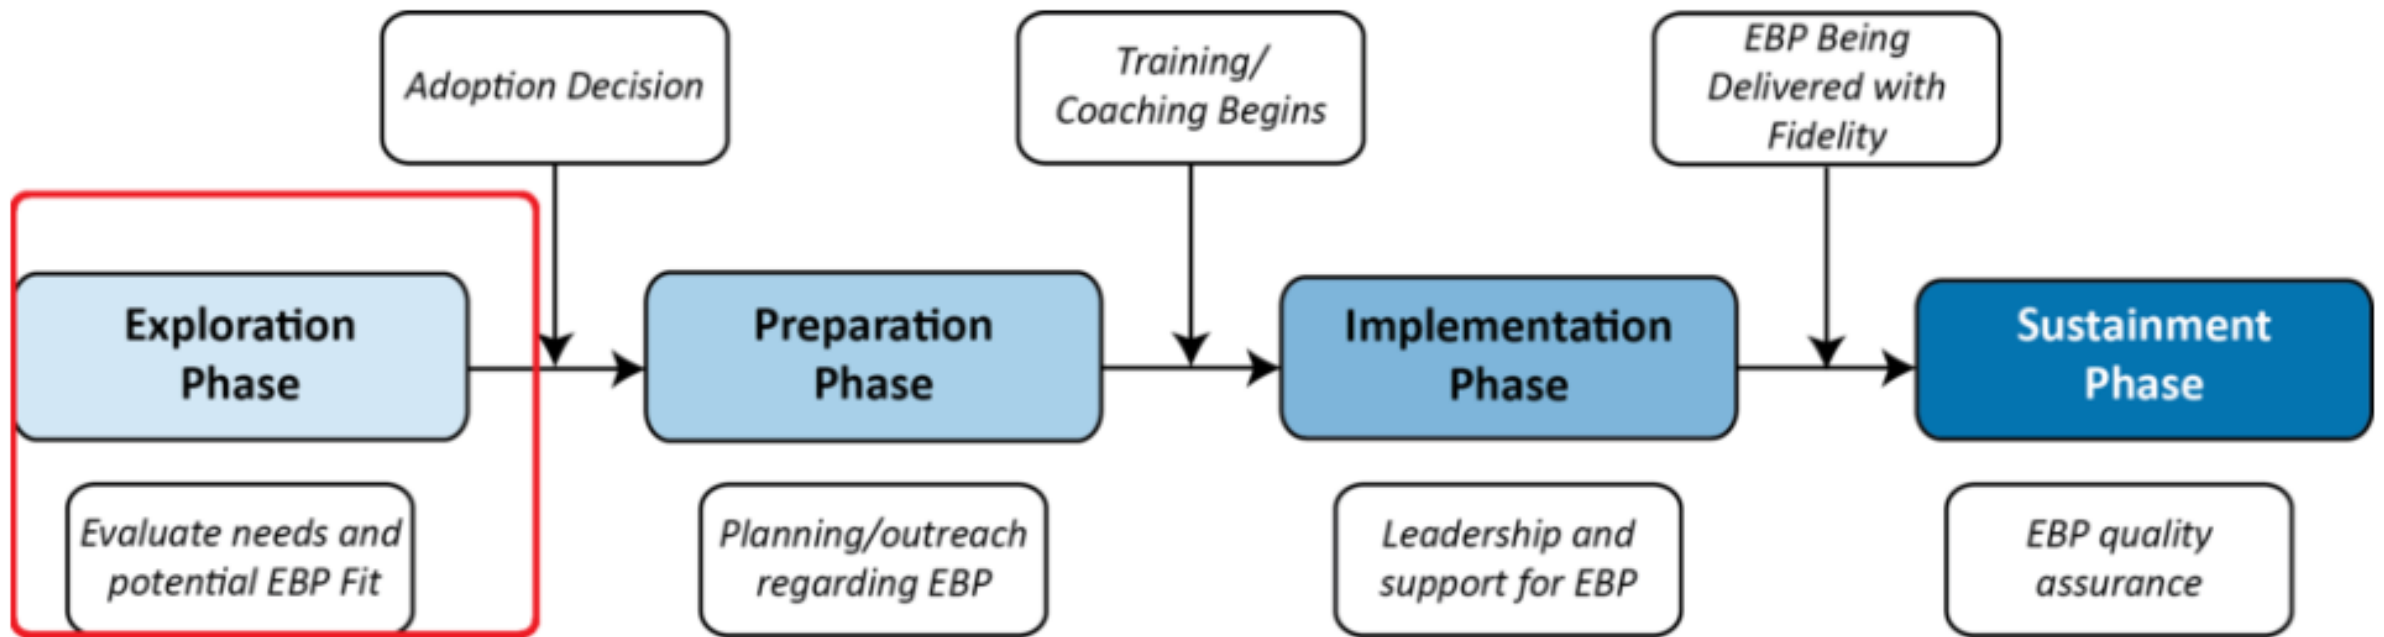 Adoption Decision
Training/
Coaching Begins
EBP Being
Delivered with
Fidelity
Exploration
Phase
Preparation
Phase
Implementation
Phase
Sustainment
Phase
Evaluate needs and
potential EBP Fit
Planning/outreach
regarding EBP
Leadership and
support for EBP
EBP quality
assurance